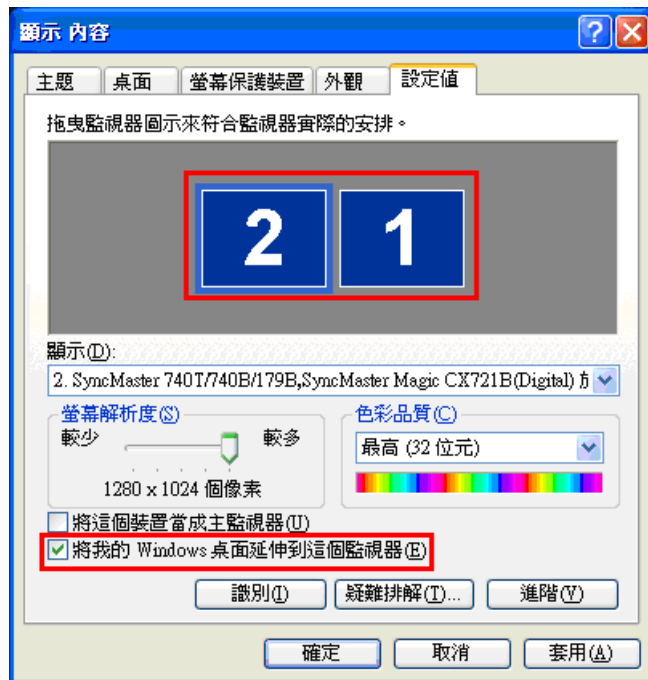 顯示 內容
主題 桌面 螢幕保護裝置 外觀 設定值
拖曳監視器圖示來符合監視器實際的安排。
2 1
顯示(D):
2. SyncMaster 740T/740B/179B,SyncMaster Magic CX721B(Digital) 方
螢幕解析度(S) 色彩品質(C)
較少 較多
最高 (32 位元)
1280 x 1024 個像素
將這個裝置當成主監視器(U)
將我的 Windows 桌面延伸到這個監視器(E)
識別(I) 疑難排解(T)... 進階(V)
確定 取消 套用(A)